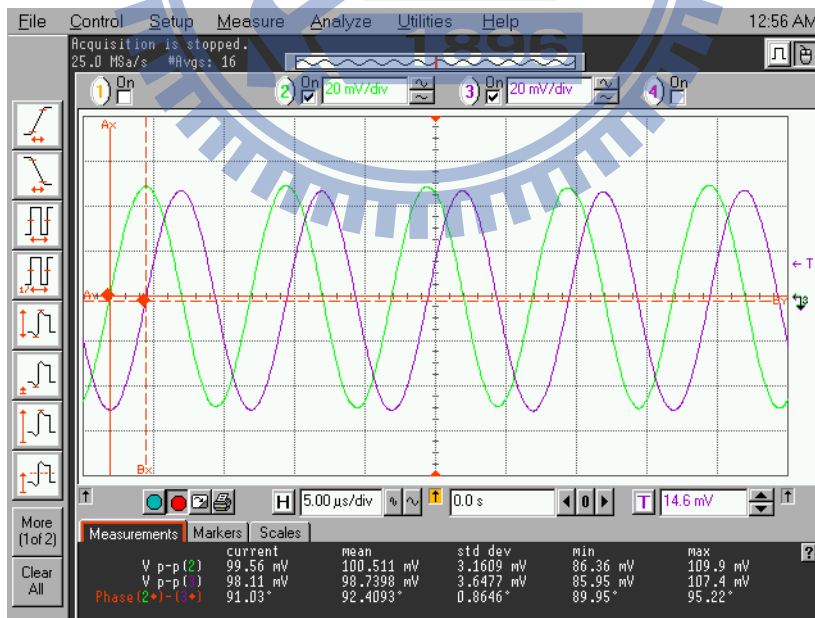 File Control Setup Measure Analyze Utilities Help 12:56 AM
Acquisition is stopped.
25.0 MSa/s #Avgs: 16
1896
1 On 2 On 20 mV/div 3 On 20 mV/div 4 On
Ax
T
Ay By 3
Bx
H 5.00 µs/div 0.0 s 0 T 14.6 mV
More
(1of 2)
Clear
All
Measurements Markers Scales
?
current mean std dev min max
V p-p(2) 99.56 mV 100.511 mV 3.1609 mV 86.36 mV 109.9 mV
V p-p(3) 98.11 mV 98.7398 mV 3.6477 mV 85.95 mV 107.4 mV
Phase(2◆)-(3◆) 91.03° 92.4093° 0.8646° 89.95° 95.22°